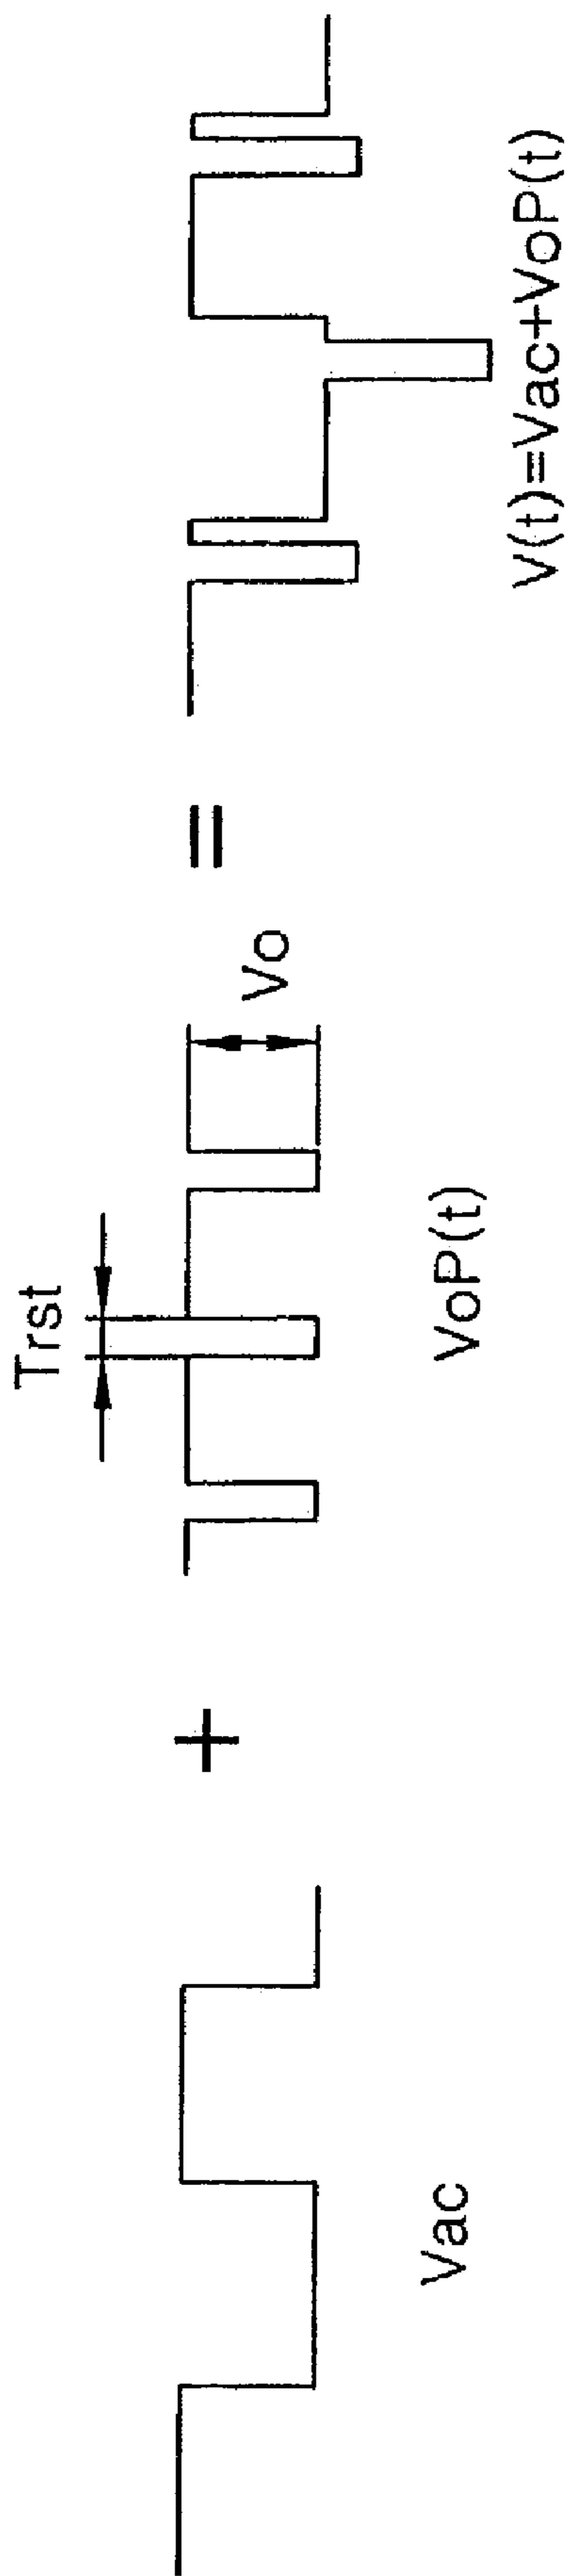 Vac
+
Trst
Vo
VoP(t)
=
V(t)=Vac+VoP(t)